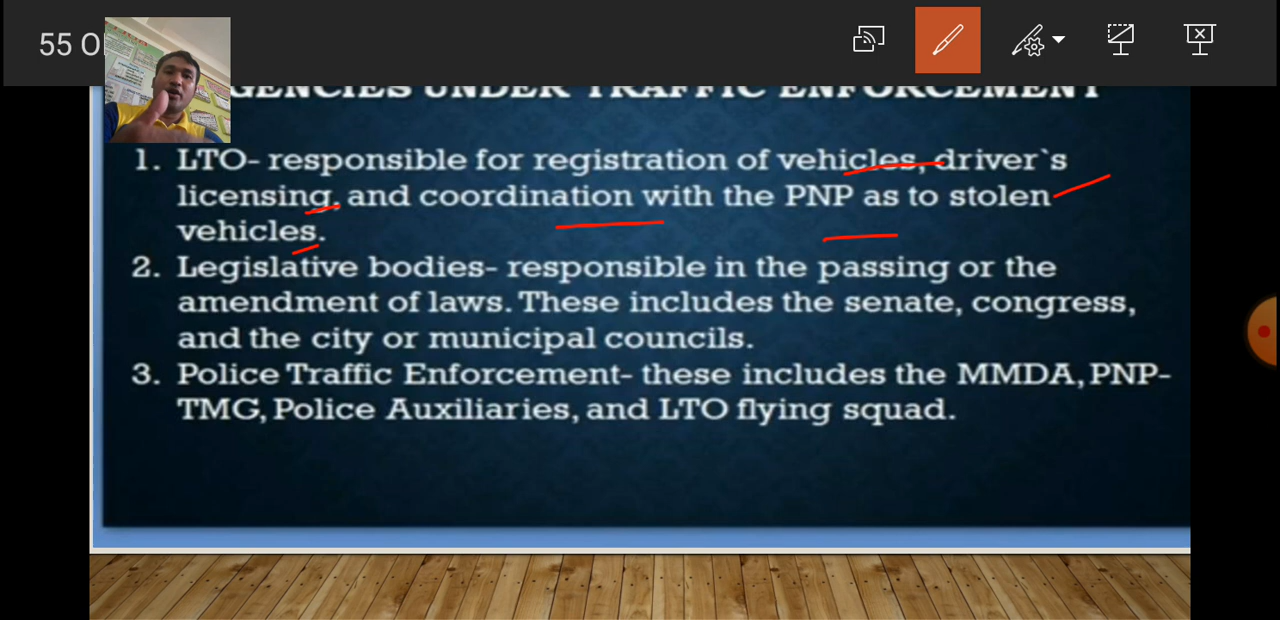 55 O
AGENCIES UNDER TRAFFIC ENFORCEMENT
1. LTO- responsible for registration of vehicles, driver`s
licensing, and coordination with the PNP as to stolen
vehicles.
2. Legislative bodies- responsible in the passing or the
amendment of laws. These includes the senate, congress,
and the city or municipal councils.
3. Police Traffic Enforcement- these includes the MMDA, PNP-
TMG, Police Auxiliaries, and LTO flying squad.